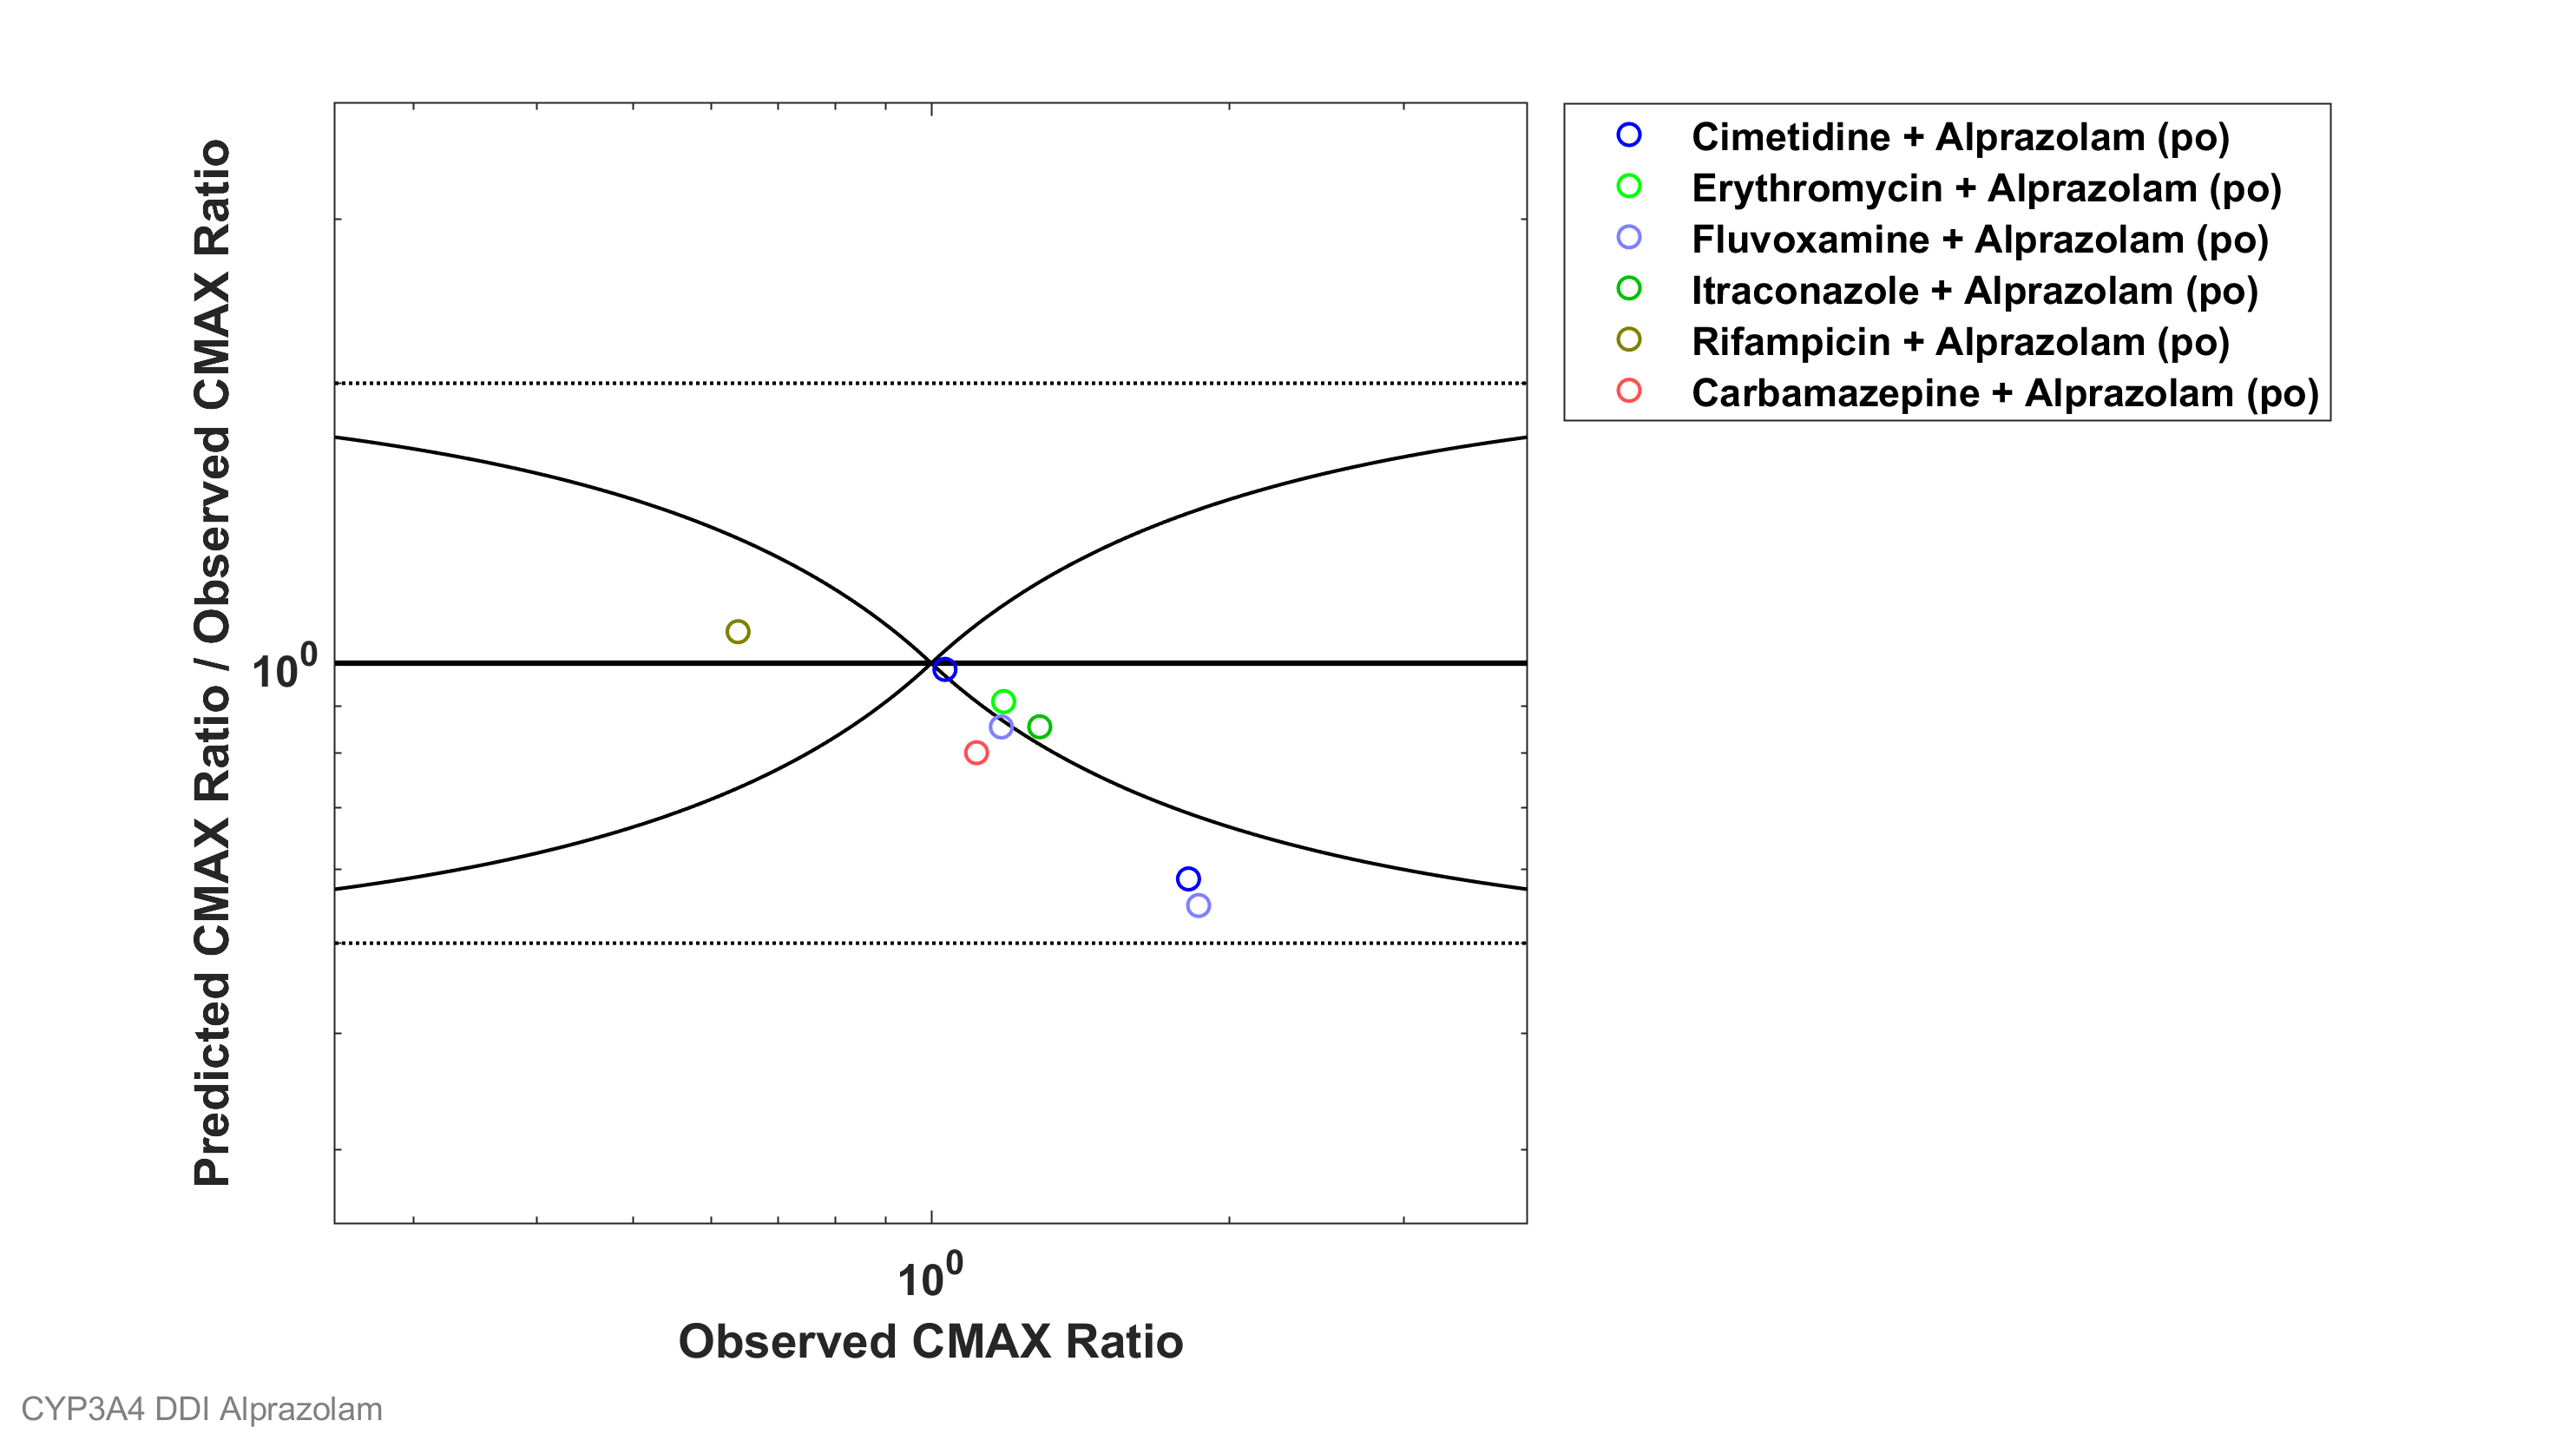 Predicted CMAX Ratio / Observed CMAX Ratio
10^0
10^0
Observed CMAX Ratio
Cimetidine + Alprazolam (po)
Erythromycin + Alprazolam (po)
Fluvoxamine + Alprazolam (po)
Itraconazole + Alprazolam (po)
Rifampicin + Alprazolam (po)
Carbamazepine + Alprazolam (po)
CYP3A4 DDI Alprazolam